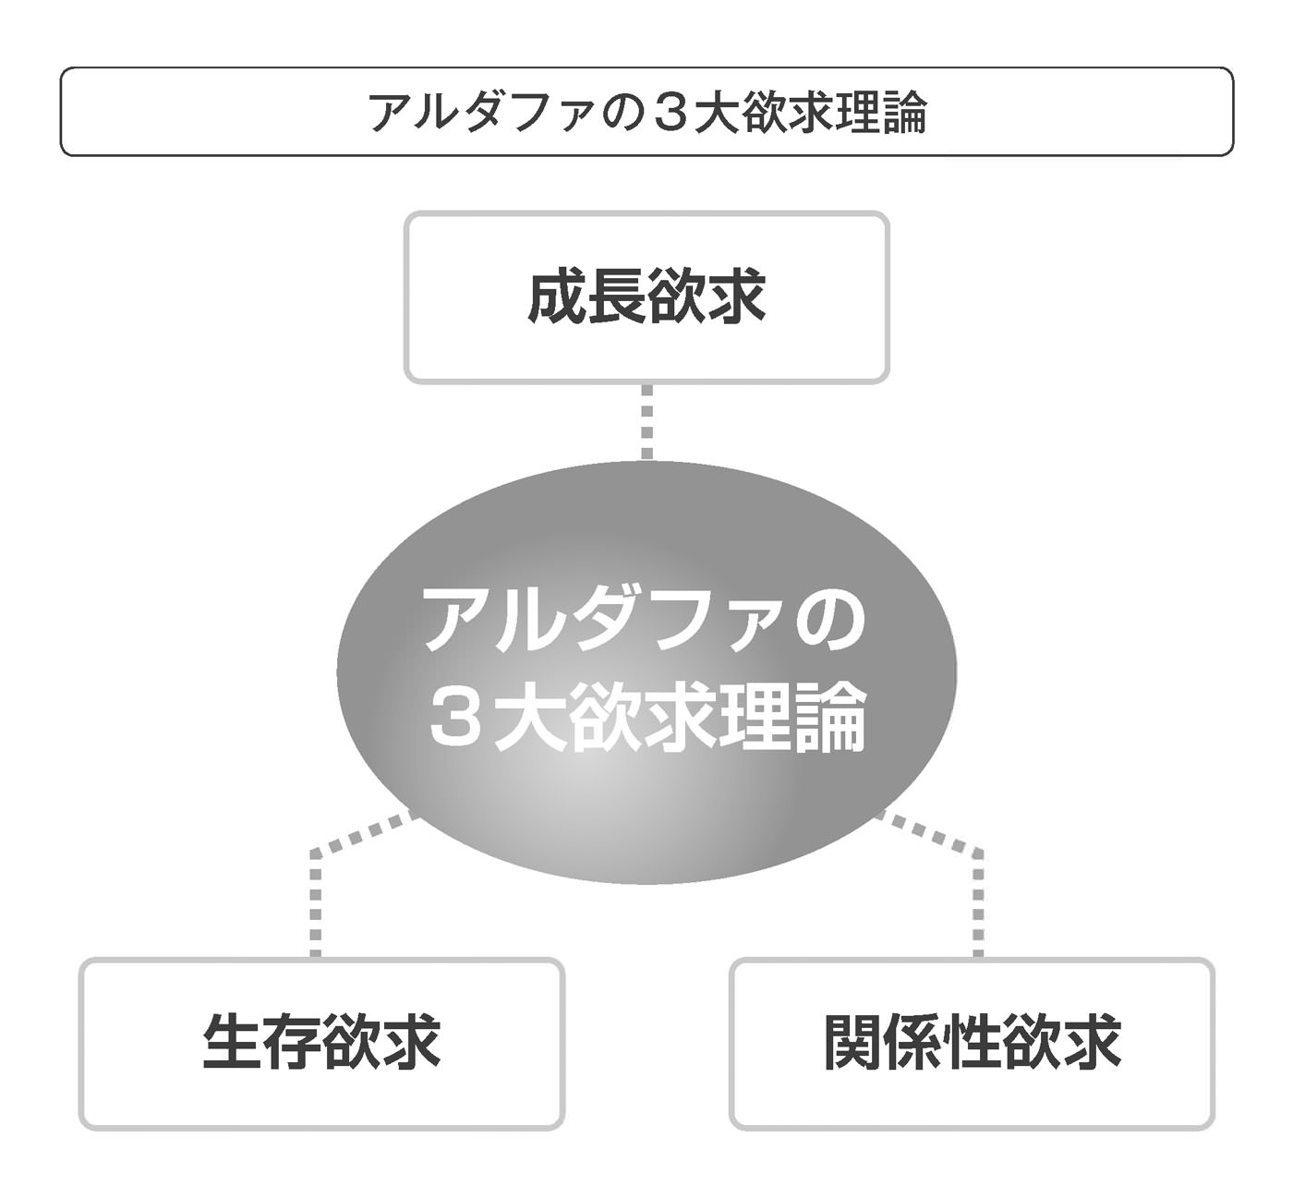 アルダファの３大欲求理論
成長欲求
アルダファの
３大欲求理論
生存欲求
関係性欲求